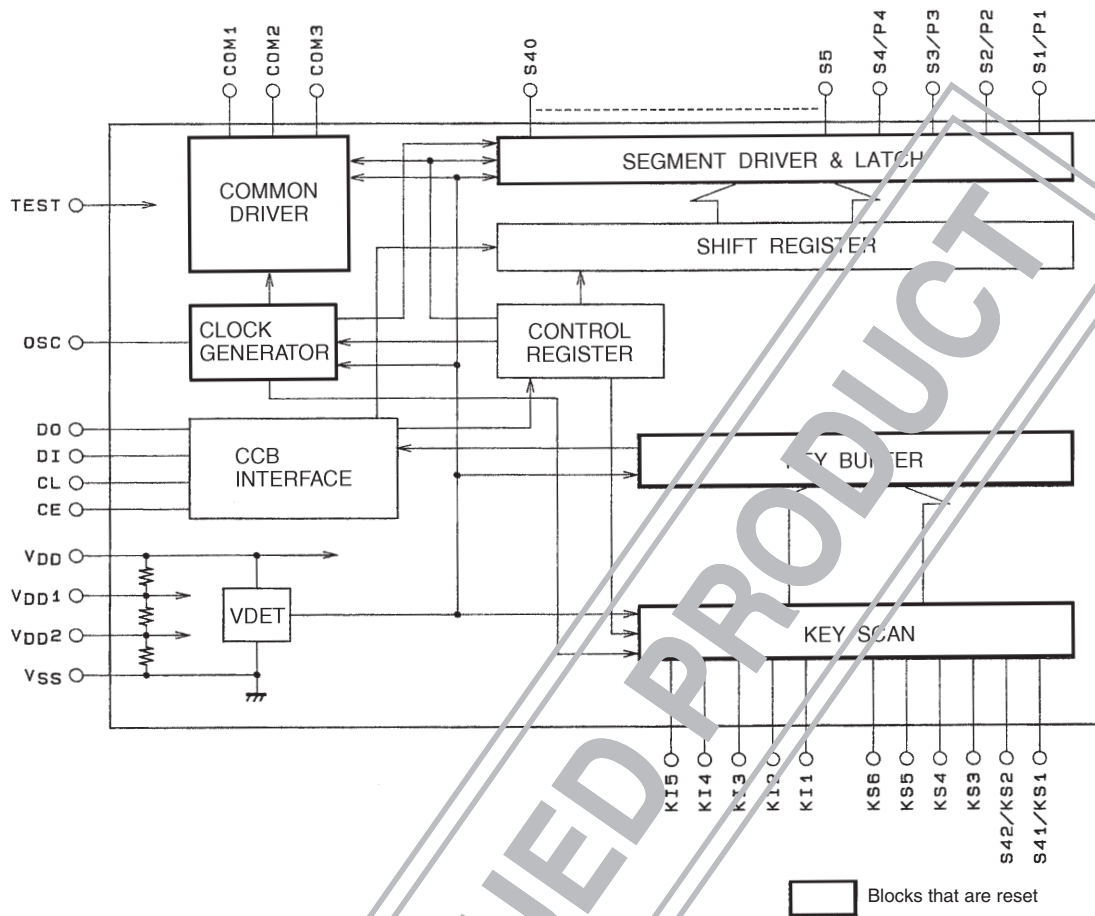 COM1
COM2
COM3
S40
S5
S4/P4
S3/P3
S2/P2
S1/P1
COMMON
DRIVER
SEGMENT DRIVER & LATCH
TEST
SHIFT REGISTER
OSC
CLOCK
GENERATOR
CONTROL
REGISTER
DO
DI
CL
CE
CCB
INTERFACE
KEY BUFFER
VDD
VDD1
VDD2
VSS
VDET
KEY SCAN
KI5
KI4
KI3
KI2
KI1
KS6
KS5
KS4
KS3
S42/KS2
S41/KS1
Blocks that are reset
PRODUCT